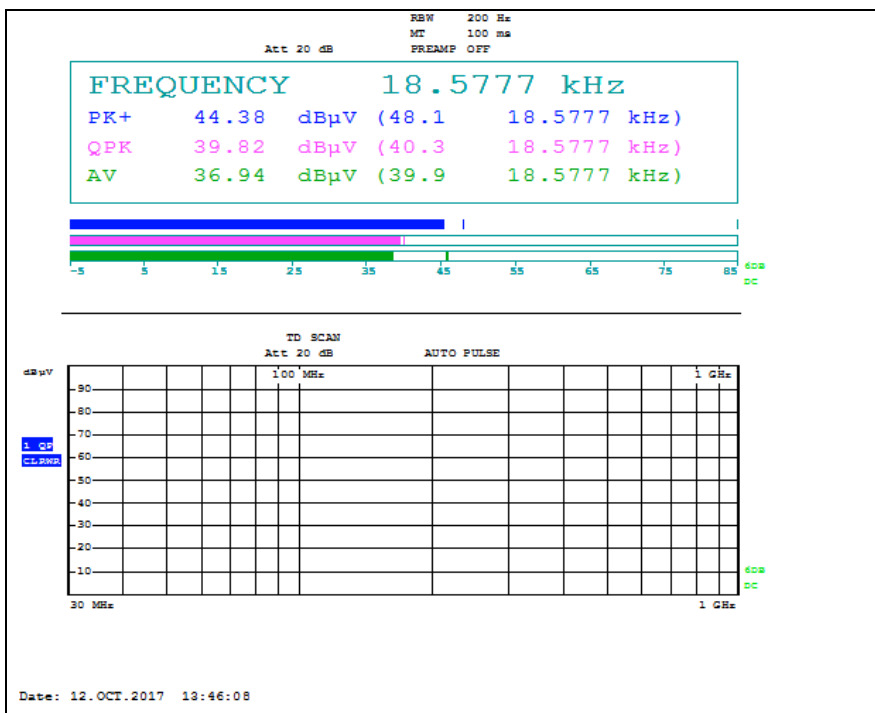 RBW 200 Hz
MT 100 ms
Att 20 dB PREAMP OFF
FREQUENCY 18.5777 kHz
PK+ 44.38 dBµV (48.1 18.5777 kHz)
QPK 39.82 dBµV (40.3 18.5777 kHz)
AV 36.94 dBµV (39.9 18.5777 kHz)
-5 5 15 25 35 45 55 65 75 85
6DB
DC
TD SCAN
Att 20 dB AUTO PULSE
dBµV
100 MHz 1 GHz
90
80
70
1 QP
CLRWR
60
50
40
30
20
10
6DB
DC
30 MHz 1 GHz
Date: 12.OCT.2017 13:46:08